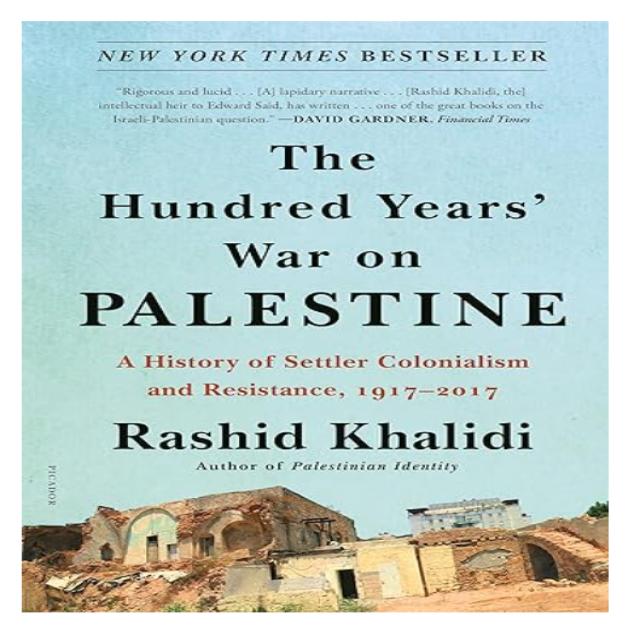 NEW YORK TIMES BESTSELLER
"Rigorous and lucid . . . [A] lapidary narrative . . . [Rashid Khalidi, the]
intellectual heir to Edward Said, has written . . . one of the great books on the
Israeli-Palestinian question." —DAVID GARDNER, Financial Times
The
Hundred Years'
War on
PALESTINE
A History of Settler Colonialism
and Resistance, 1917–2017
Rashid Khalidi
Author of Palestinian Identity
PICADOR